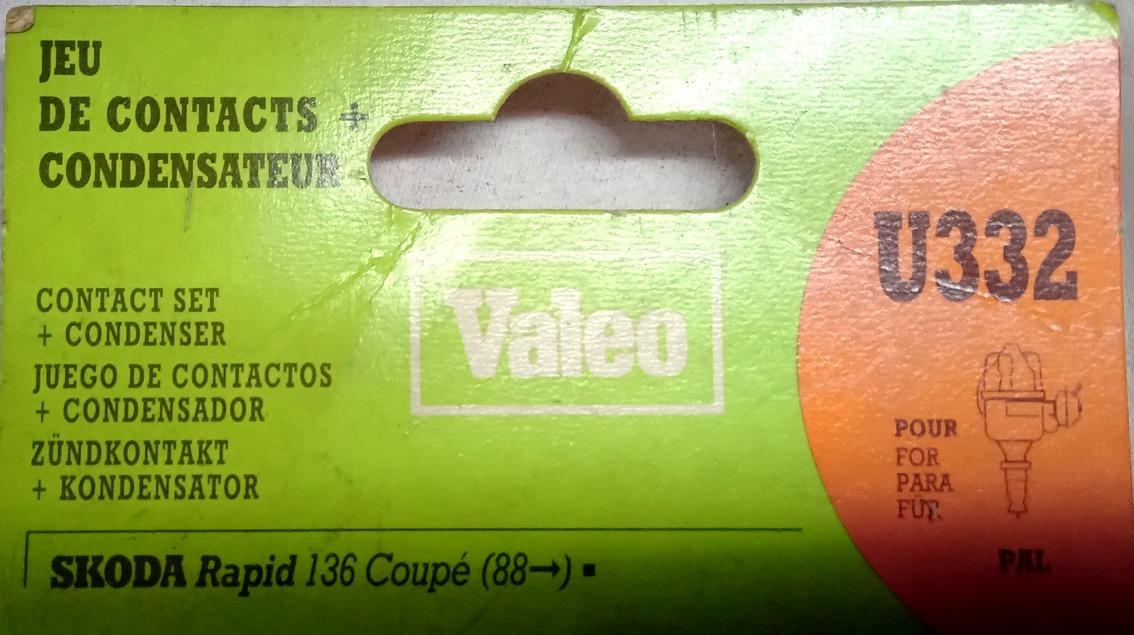 JEU
DE CONTACTS +
CONDENSATEUR
CONTACT SET
+ CONDENSER
JUEGO DE CONTACTOS
+ CONDENSADOR
ZÜNDKONTAKT
+ KONDENSATOR
Valeo
U332
POUR
FOR
PARA
FÜR
PAL
SKODA Rapid 136 Coupé (88→) ▪